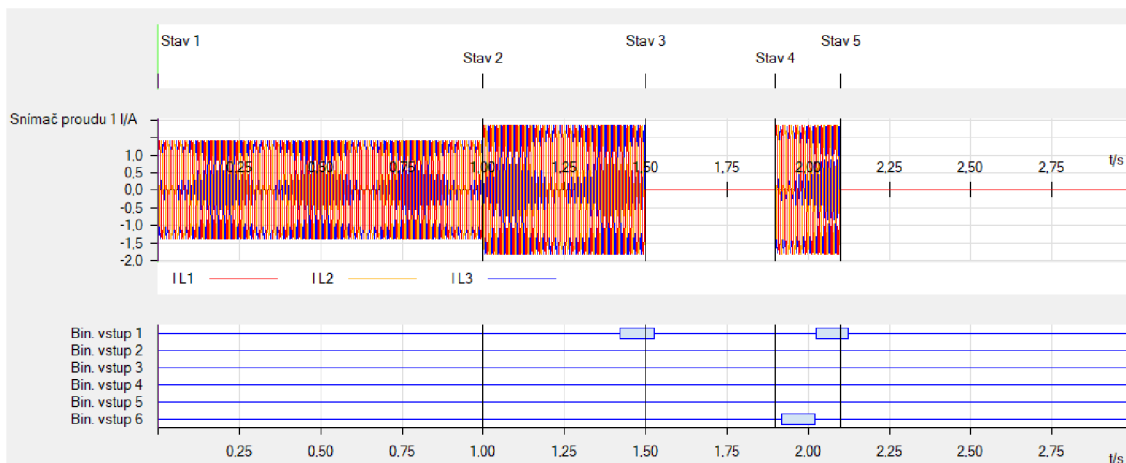 Stav 1
Stav 3
Stav 5
Stav 2
Stav 4
Snímač proudu 1 I/A
1.0
0.5
0.0
-0.5
-1.0
-1.5
-2.0
0,25 0,50 0,75 1,00 1,25 1,50 1,75 2,00 2,25 2,50 2,75 t/s
I L1 I L2 I L3
Bin. vstup 1
Bin. vstup 2
Bin. vstup 3
Bin. vstup 4
Bin. vstup 5
Bin. vstup 6
0,25 0,50 0,75 1,00 1,25 1,50 1,75 2,00 2,25 2,50 2,75 t/s